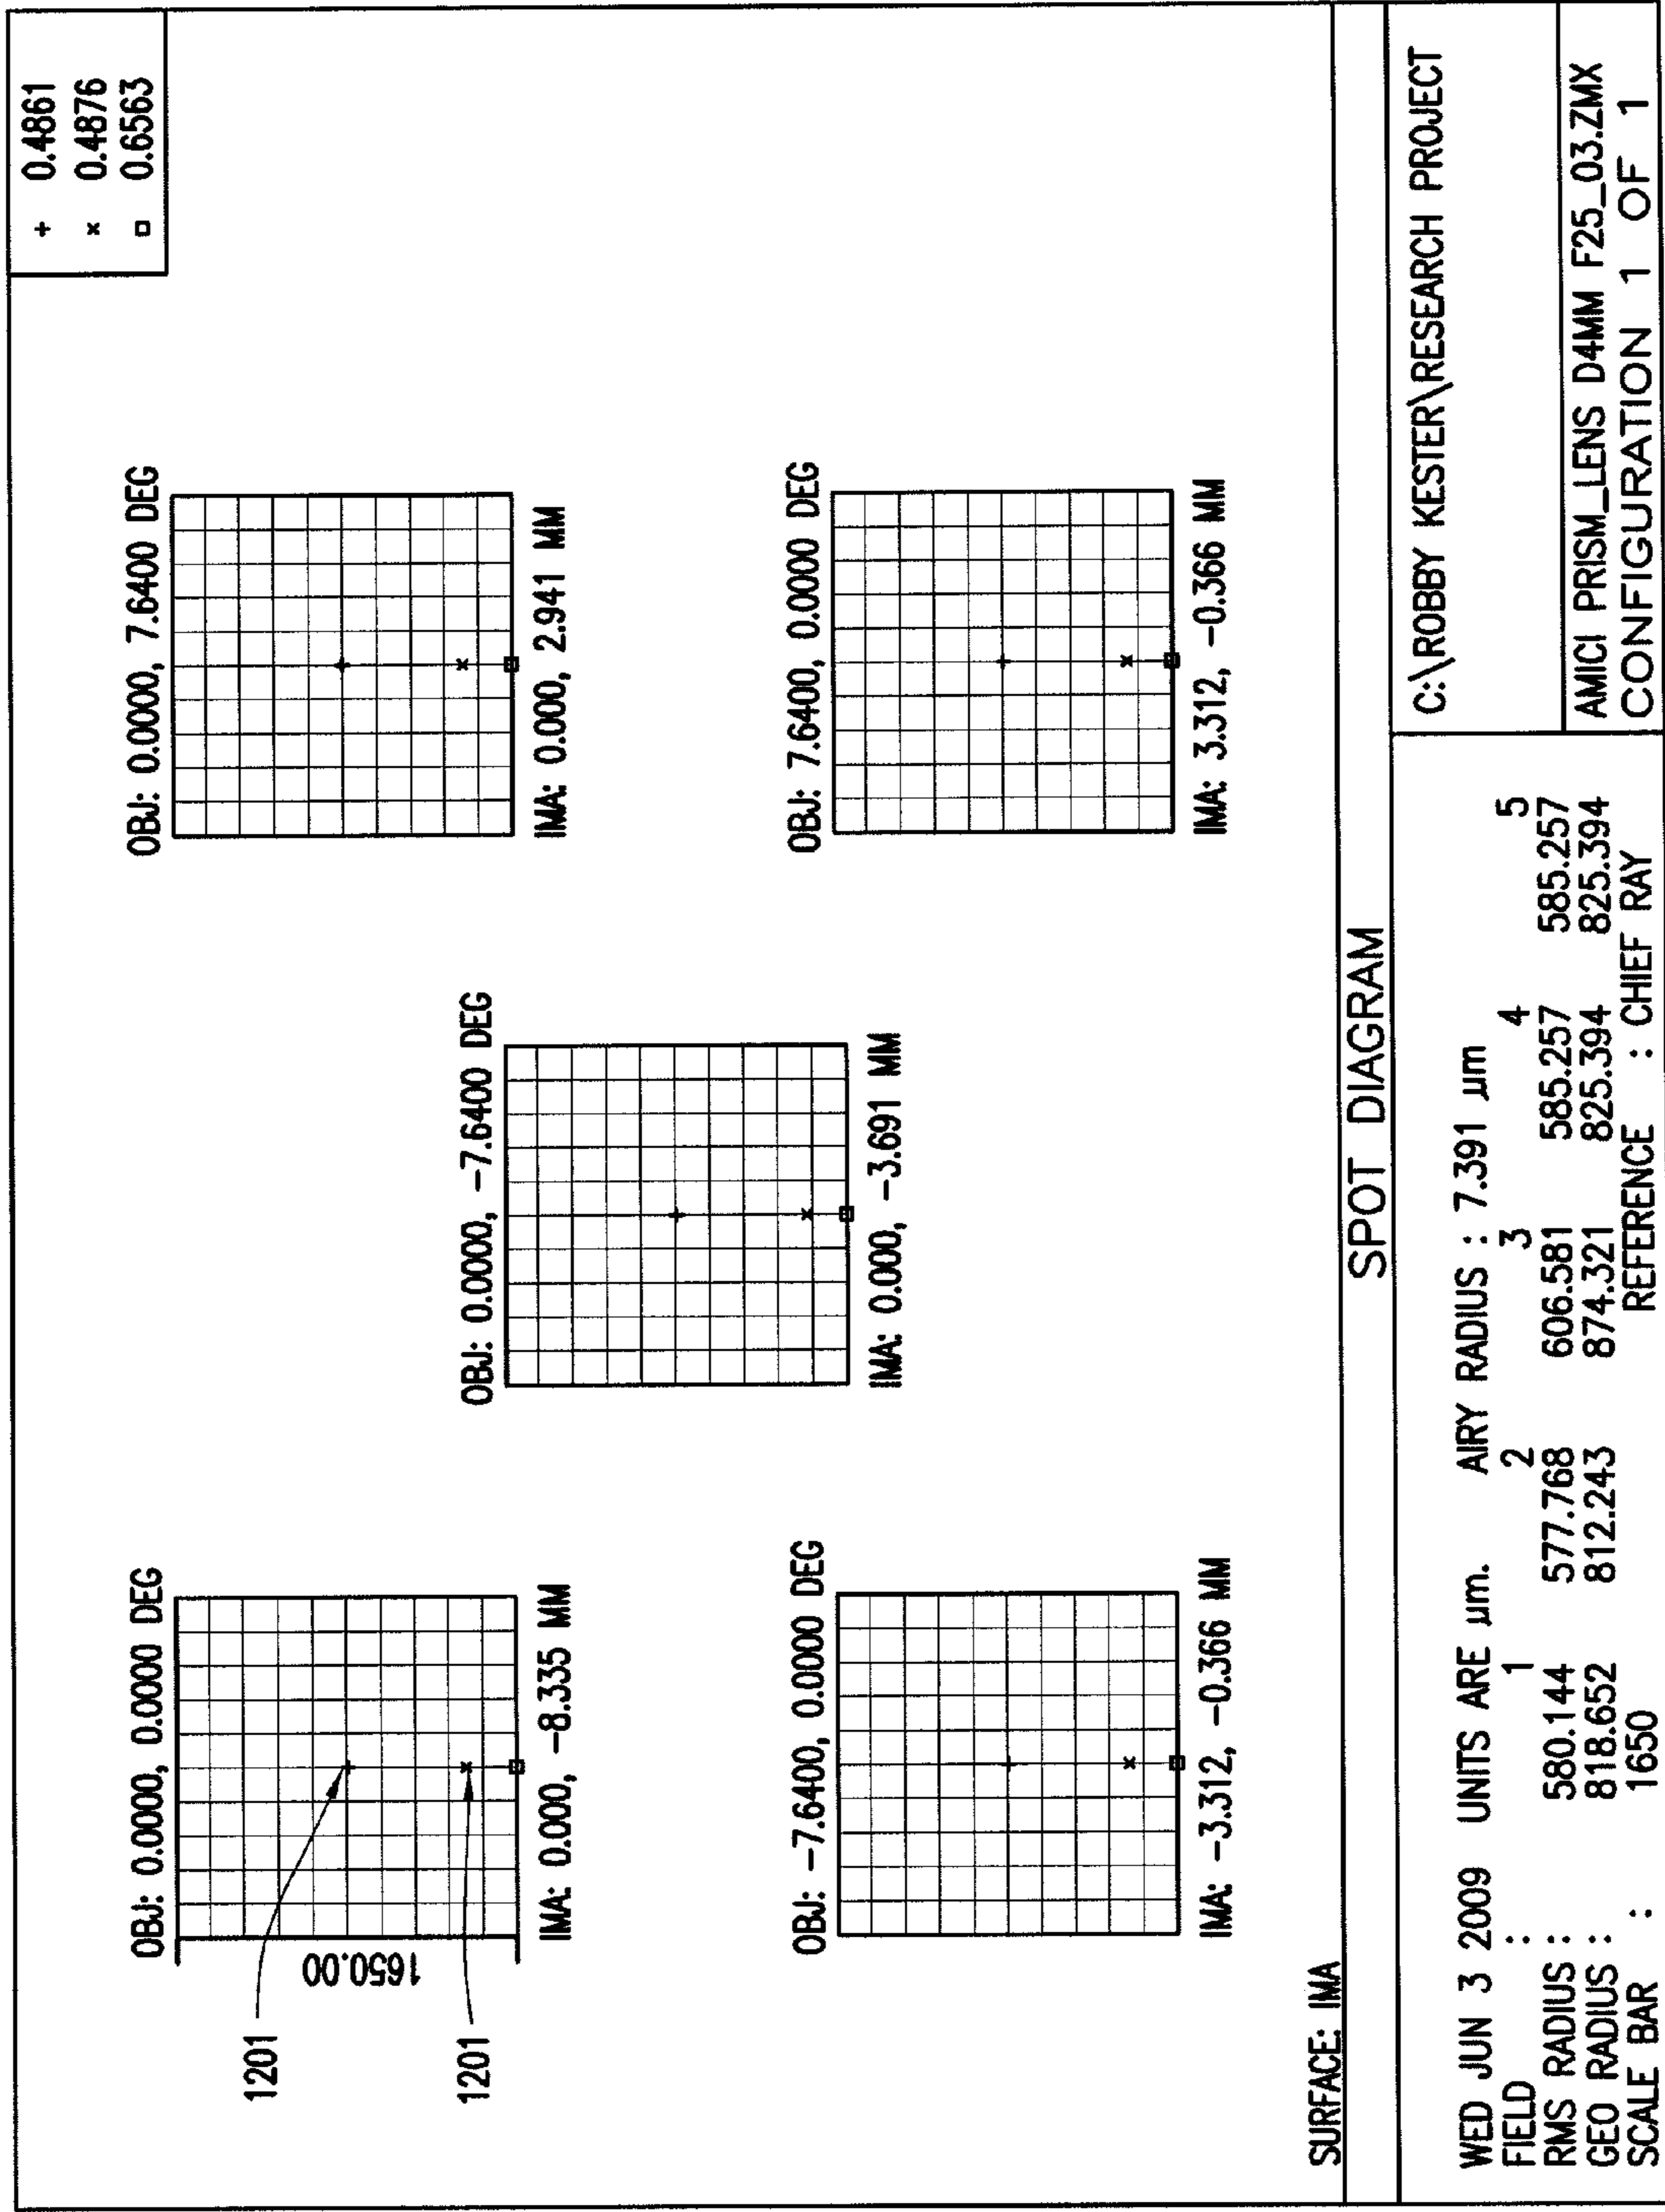 + 0.4861
× 0.4876
□ 0.6563
OBJ: 0.0000, 0.0000 DEG
1650.00
1201
1201
IMA: 0.000, -8.335 MM
OBJ: 0.0000, 7.6400 DEG
IMA: 0.000, 2.941 MM
OBJ: 0.0000, -7.6400 DEG
IMA: 0.000, -3.691 MM
OBJ: -7.6400, 0.0000 DEG
IMA: -3.312, -0.366 MM
OBJ: 7.6400, 0.0000 DEG
IMA: 3.312, -0.366 MM
SURFACE: IMA
SPOT DIAGRAM
WED JUN 3 2009 UNITS ARE µm. AIRY RADIUS : 7.391 µm
FIELD : 1 2 3 4 5
RMS RADIUS : 580.144 577.768 606.581 585.257 585.257
GEO RADIUS : 818.652 812.243 874.321 825.394 825.394
SCALE BAR : 1650 REFERENCE : CHIEF RAY
C:\ROBBY KESTER\RESEARCH PROJECT
AMICI PRISM_LENS D4MM F25_03.ZMX
CONFIGURATION 1 OF 1